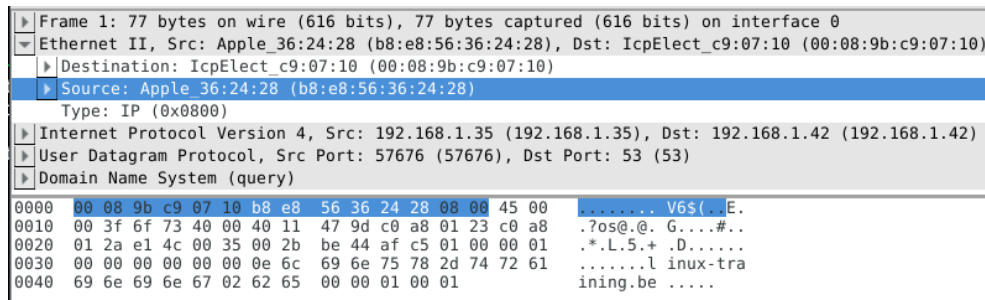 Frame 1: 77 bytes on wire (616 bits), 77 bytes captured (616 bits) on interface 0
Ethernet II, Src: Apple_36:24:28 (b8:e8:56:36:24:28), Dst: IcpElect_c9:07:10 (00:08:9b:c9:07:10)
Destination: IcpElect_c9:07:10 (00:08:9b:c9:07:10)
Source: Apple_36:24:28 (b8:e8:56:36:24:28)
Type: IP (0x0800)
Internet Protocol Version 4, Src: 192.168.1.35 (192.168.1.35), Dst: 192.168.1.42 (192.168.1.42)
User Datagram Protocol, Src Port: 57676 (57676), Dst Port: 53 (53)
Domain Name System (query)
0000 00 08 9b c9 07 10 b8 e8 56 36 24 28 08 00 45 00 ........ V6$(..E.
0010 00 3f 6f 73 40 00 40 11 47 9d c0 a8 01 23 c0 a8 .?os@.@. G....#..
0020 01 2a e1 4c 00 35 00 2b be 44 af c5 01 00 00 01 .*.L.5.+ .D......
0030 00 00 00 00 00 00 0e 6c 69 6e 75 78 2d 74 72 61 .......l inux-tra
0040 69 6e 69 6e 67 02 62 65 00 00 01 00 01 ining.be .....